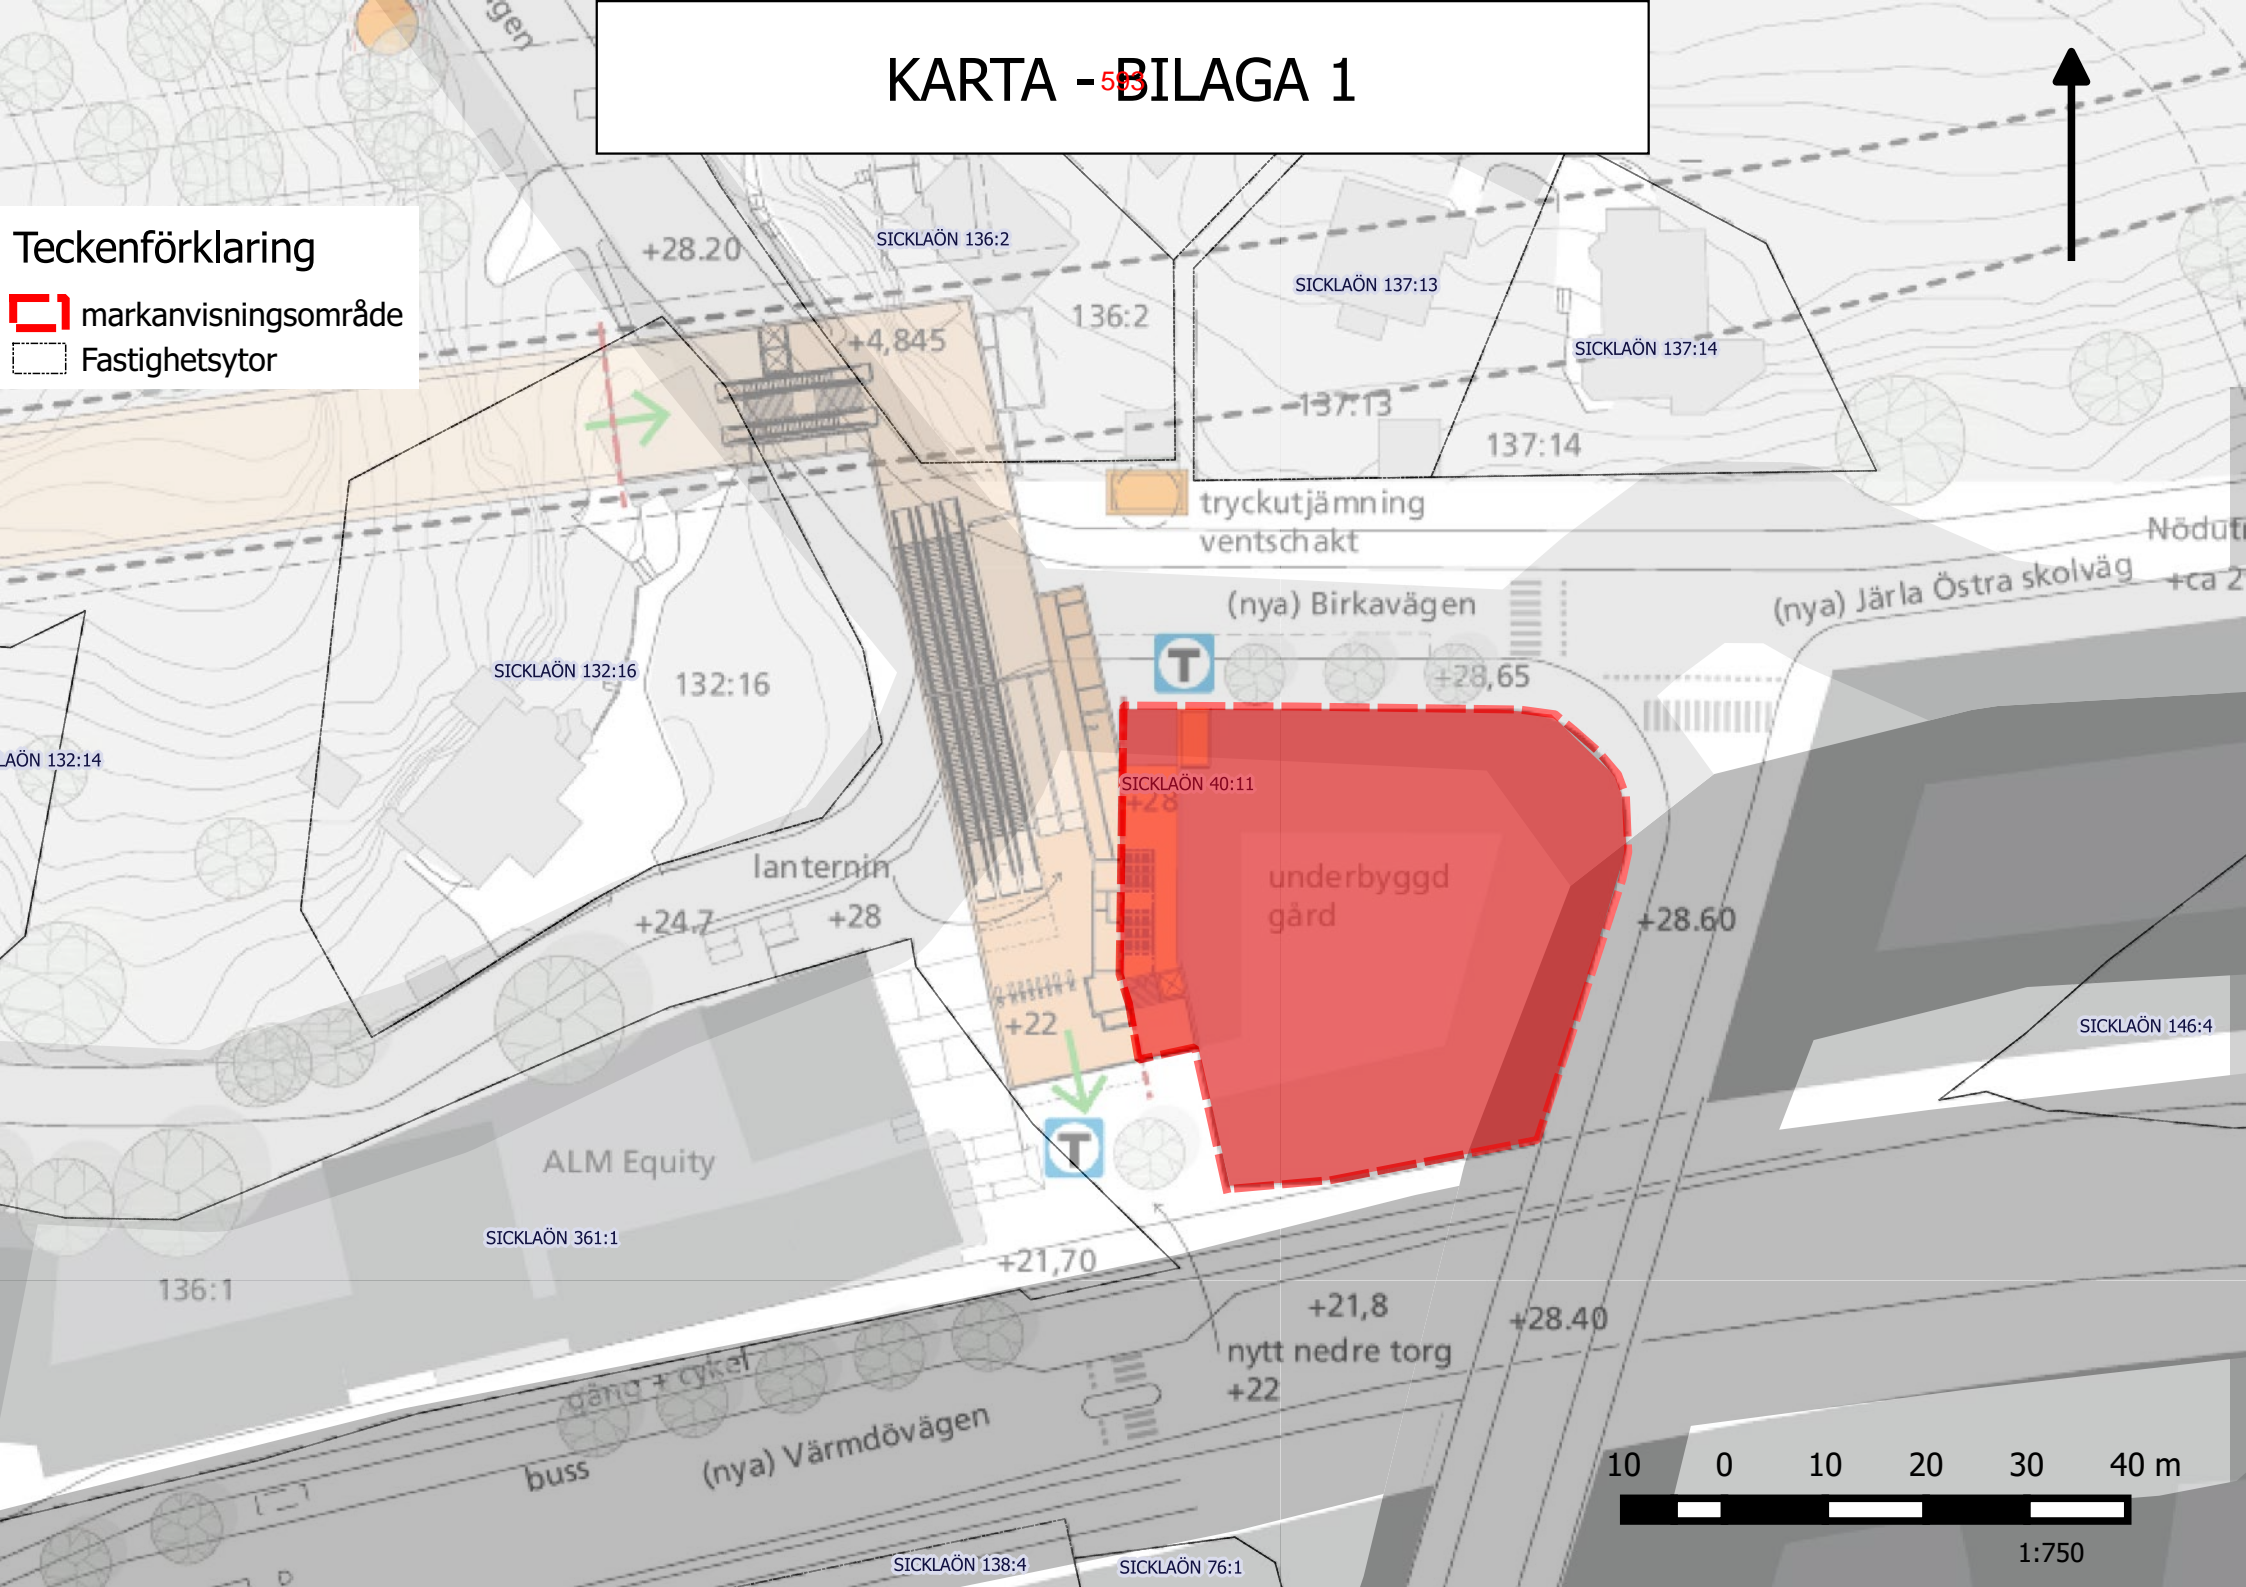 KARTA - BILAGA 1
593
Teckenförklaring
markanvisningsområde
Fastighetsytor
+28.20
SICKLAÖN 136:2
SICKLAÖN 137:13
136:2
+4,845
SICKLAÖN 137:14
137:13
137:14
tryckutjämning
ventschakt
(nya) Birkavägen
(nya) Järla Östra skolväg
+ca 2
SICKLAÖN 132:16
132:16
T
+28,65
132:14
SICKLAÖN 40:11
+28
lanternin
+24,7
+28
underbyggd
gård
+28.60
+22
SICKLAÖN 146:4
T
ALM Equity
SICKLAÖN 361:1
+21,70
136:1
+21,8
+28.40
nytt nedre torg
+22
gång + cykel
(nya) Värmdövägen
buss
10 0 10 20 30 40 m
1:750
SICKLAÖN 138:4
SICKLAÖN 76:1